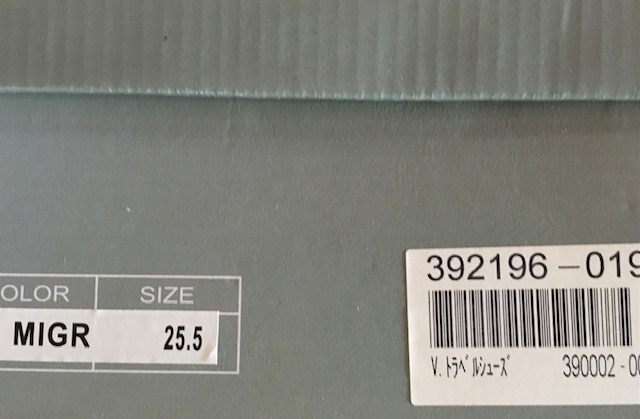 OLOR SIZE
MIGR 25.5
392196-019
V.ﾄﾗﾍﾞﾙｼｭｰｽﾞ 390002-00